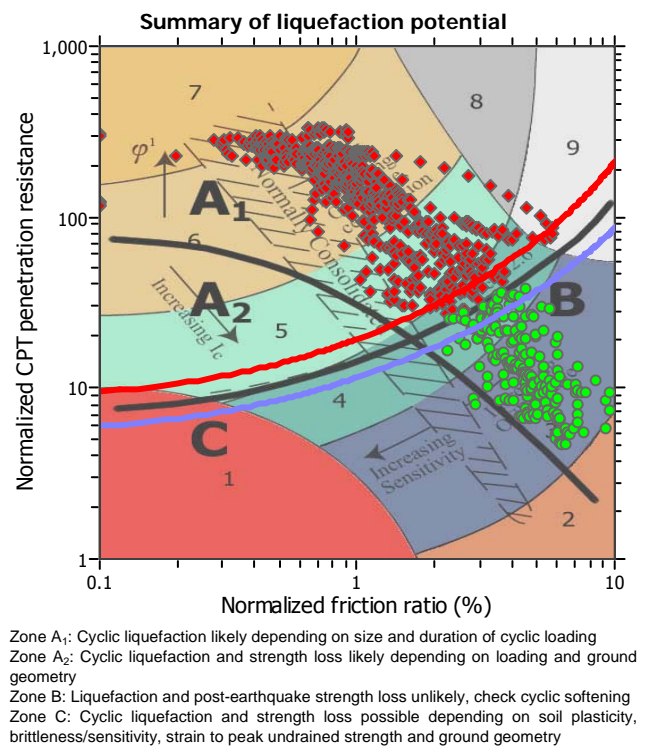 Summary of liquefaction potential
1,000
7
8
9
φ¹
A₁
Normally Consolidated
100
6
Normalized CPT penetration resistance
A₂
B
Increasing Ic
5
10
4
C
1
Increasing
Sensitivity
2
1
0.1
1
10
Normalized friction ratio (%)
Zone A₁: Cyclic liquefaction likely depending on size and duration of cyclic loading
Zone A₂: Cyclic liquefaction and strength loss likely depending on loading and ground
geometry
Zone B: Liquefaction and post-earthquake strength loss unlikely, check cyclic softening
Zone C: Cyclic liquefaction and strength loss possible depending on soil plasticity,
brittleness/sensitivity, strain to peak undrained strength and ground geometry